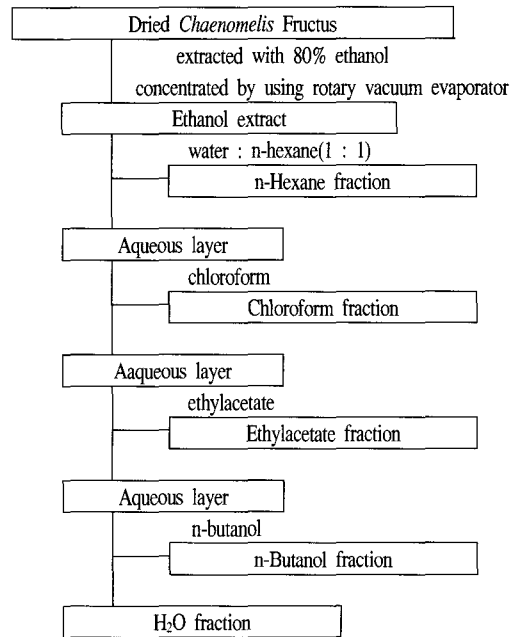 Dried Chaenomelis Fructus
extracted with 80% ethanol
concentrated by using rotary vacuum evaporator
Ethanol extract
water : n-hexane(1 : 1)
n-Hexane fraction
Aqueous layer
chloroform
Chloroform fraction
Aaqueous layer
ethylacetate
Ethylacetate fraction
Aqueous layer
n-butanol
n-Butanol fraction
H₂O fraction